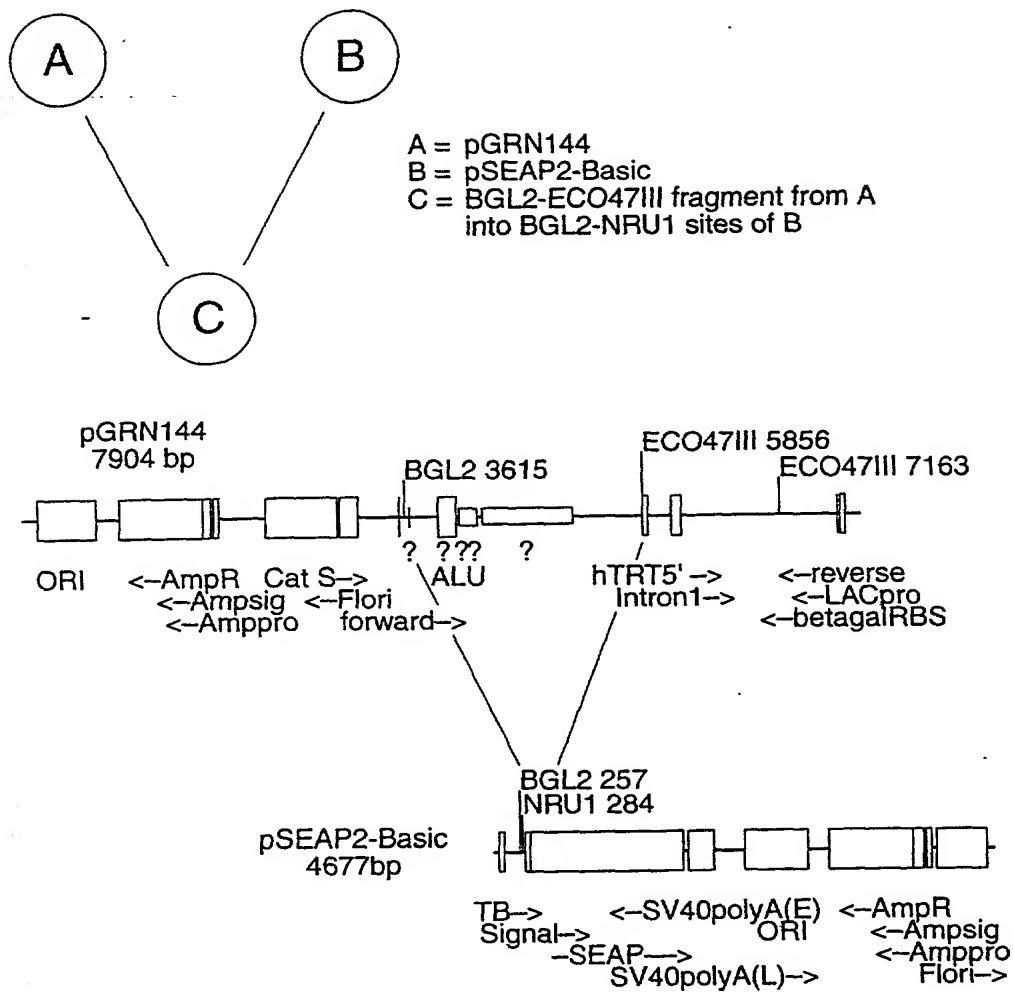 A
B
A = pGRN144
B = pSEAP2-Basic
C = BGL2-ECO47III fragment from A
into BGL2-NRU1 sites of B
C
pGRN144
7904 bp
ECO47III 5856
BGL2 3615
ECO47III 7163
? ? ?? ?
ORI <–AmpR Cat S–> ALU hTRT5' –> <–reverse
<–Ampsig <–Flori Intron1–> <–LACpro
<–Amppro forward–> <–betagalRBS
BGL2 257
NRU1 284
pSEAP2-Basic
4677bp
TB–> <–SV40polyA(E) <–AmpR
Signal–> ORI <–Ampsig
–SEAP—> <–Amppro
SV40polyA(L)–> Flori–>